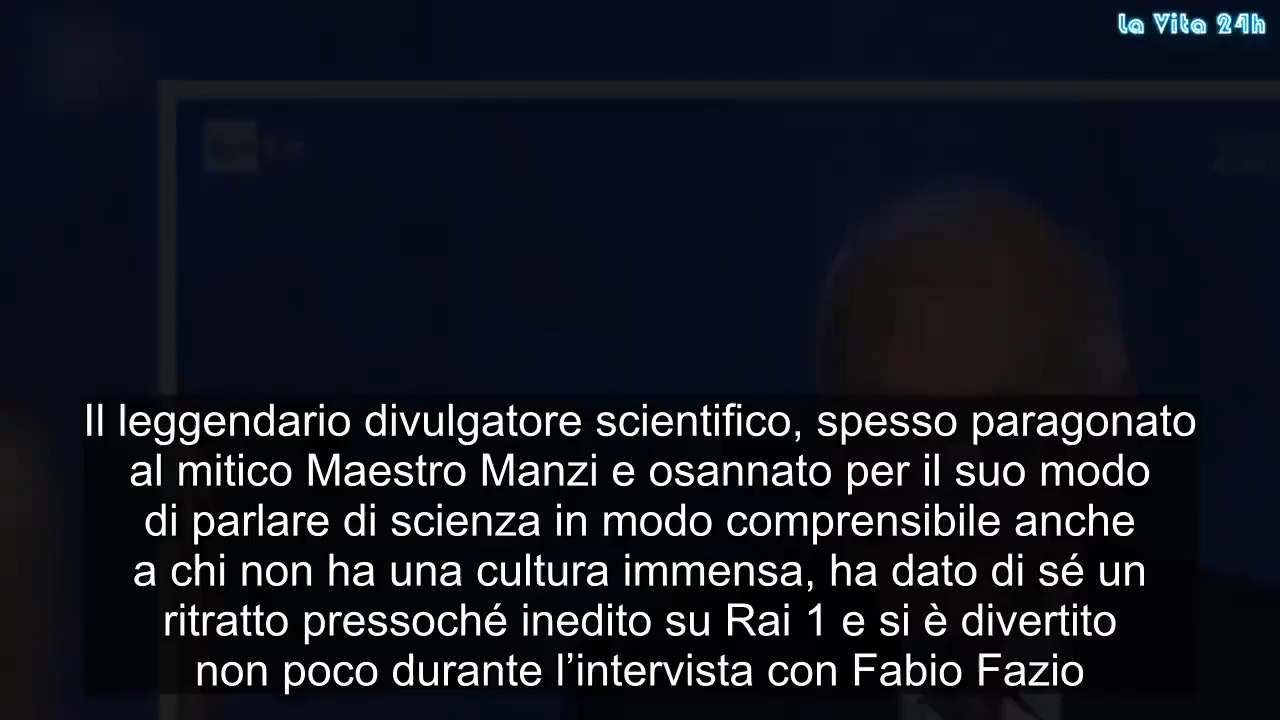 la Vita 24h
Il leggendario divulgatore scientifico, spesso paragonato
al mitico Maestro Manzi e osannato per il suo modo
di parlare di scienza in modo comprensibile anche
a chi non ha una cultura immensa, ha dato di sé un
ritratto pressoché inedito su Rai 1 e si è divertito
non poco durante l’intervista con Fabio Fazio